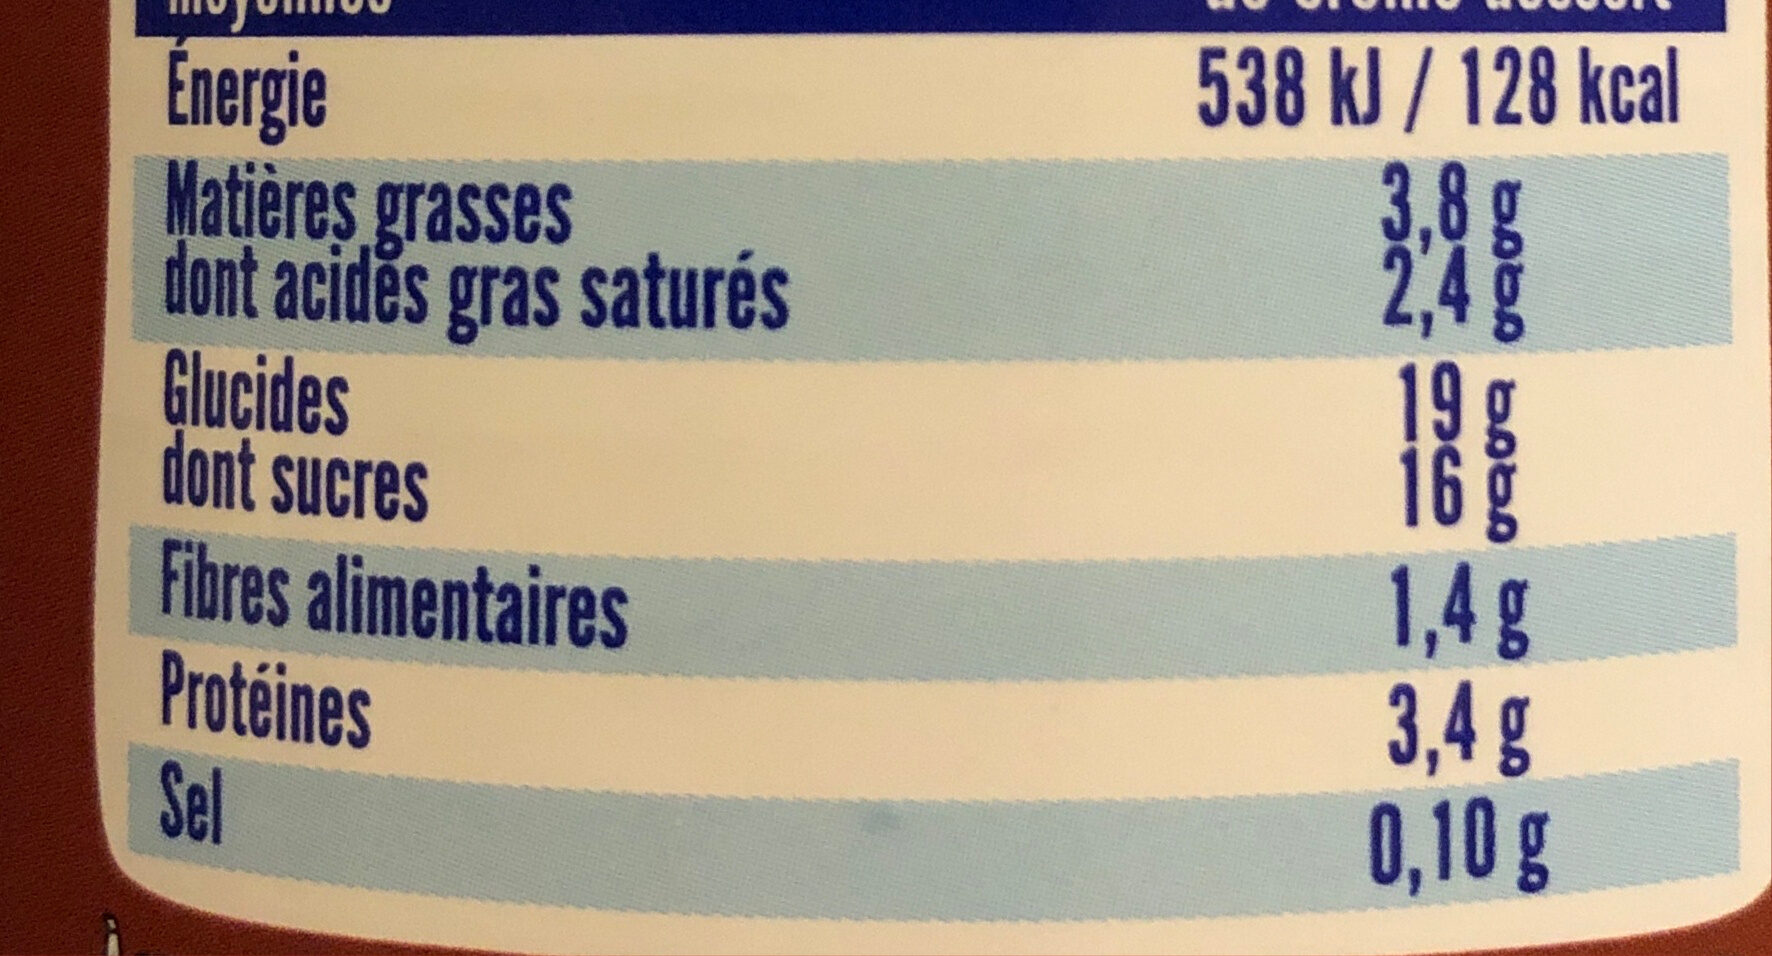 Énergie 538 kJ / 128 kcal
Matières grasses 3,8 g
dont acides gras saturés 2,4 g
Glucides 19 g
dont sucres 16 g
Fibres alimentaires 1,4 g
Protéines 3,4 g
Sel 0,10 g